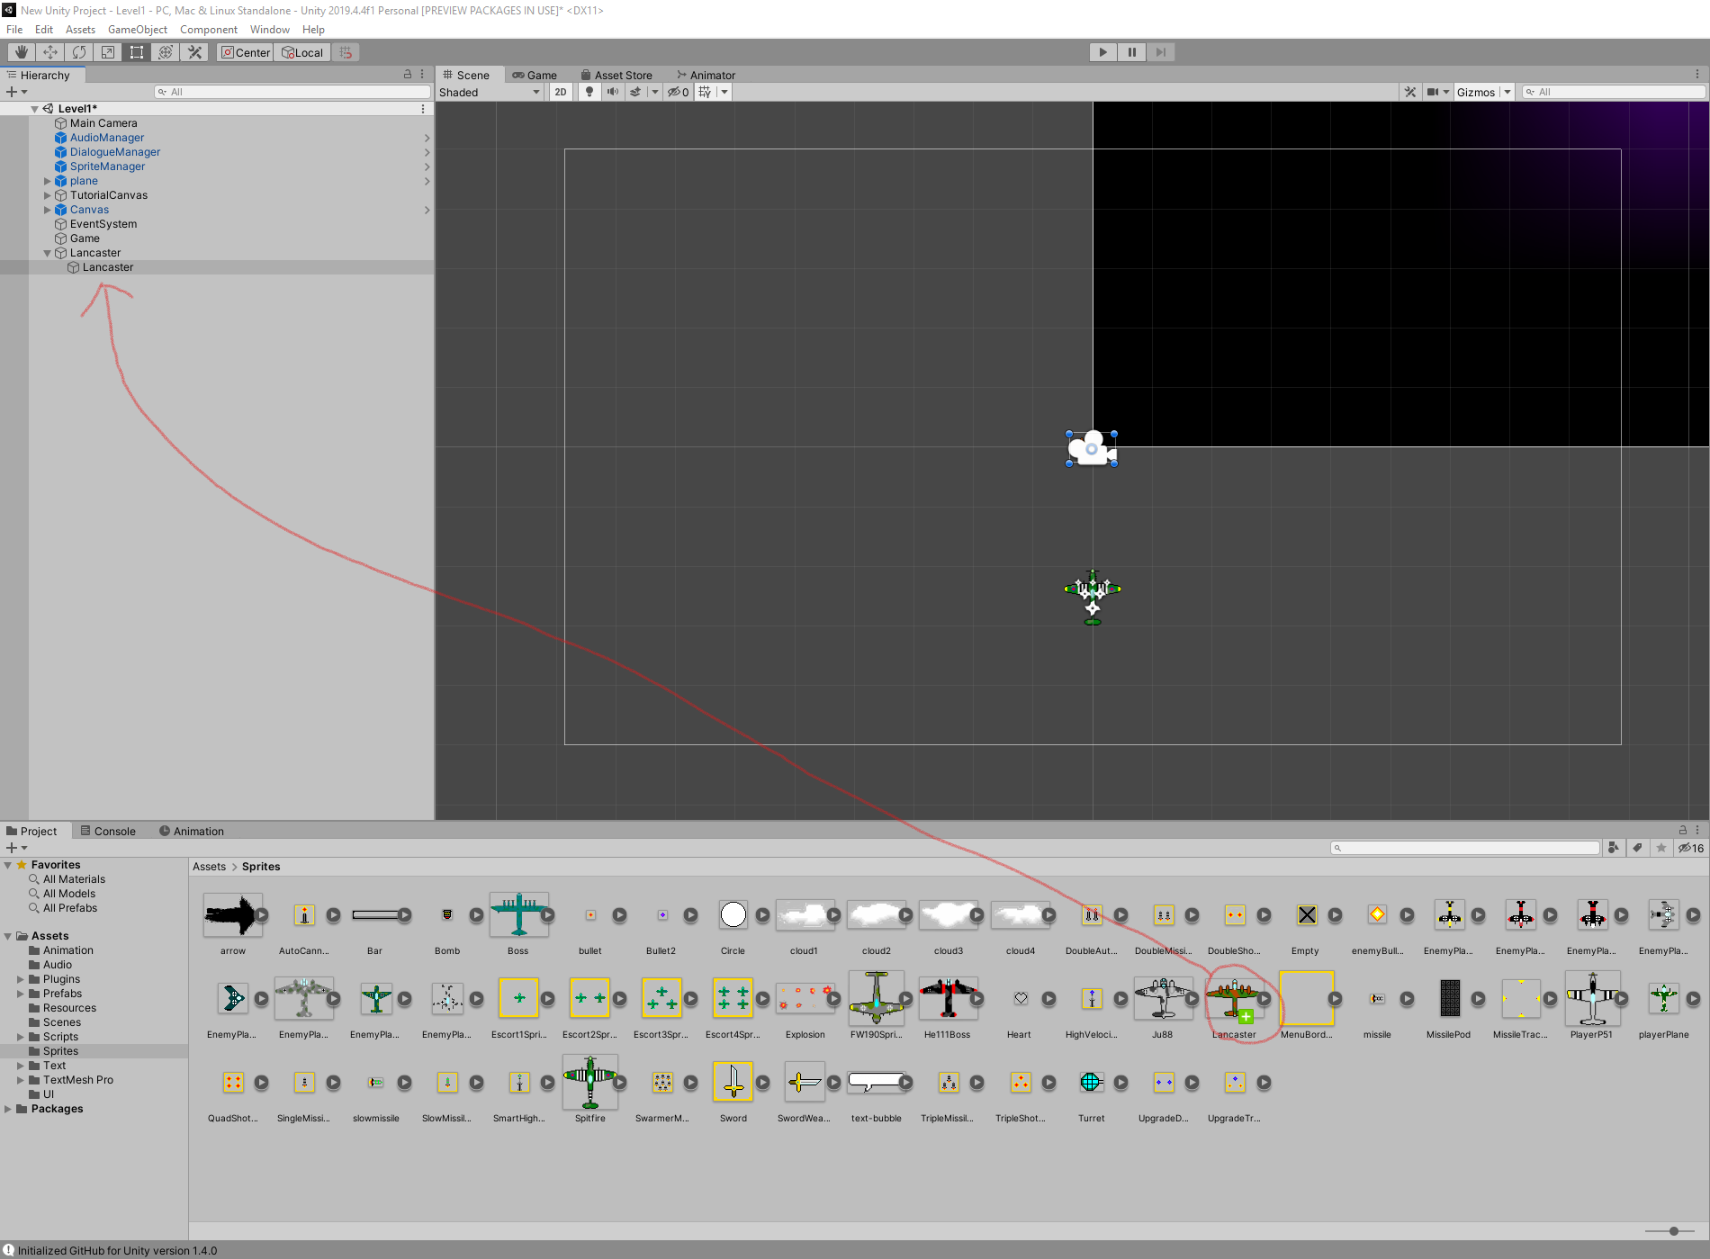 New Unity Project - Level1 - PC, Mac & Linux Standalone - Unity 2019.4.4f1 Personal [PREVIEW PACKAGES IN USE]* <DX11>
File Edit Assets GameObject Component Window Help
Center Local
Hierarchy
All
Level1*
Main Camera
AudioManager
DialogueManager
SpriteManager
plane
TutorialCanvas
Canvas
EventSystem
Game
Lancaster
Lancaster
Scene Game Asset Store Animator
Shaded 2D 0 Gizmos All
Project Console Animation
16
Favorites
All Materials
All Models
All Prefabs
Assets
Animation
Audio
Plugins
Prefabs
Resources
Scenes
Scripts
Sprites
Text
TextMesh Pro
UI
Packages
Assets > Sprites
arrow AutoCann... Bar Bomb Boss bullet Bullet2 Circle cloud1 cloud2 cloud3 cloud4 DoubleAut... DoubleMissi... DoubleSho... Empty enemyBull... EnemyPla... EnemyPla... EnemyPla... EnemyPla...
EnemyPla... EnemyPla... EnemyPla... EnemyPla... Escort1Spri... Escort2Spr... Escort3Spr... Escort4Spr... Explosion FW190Spri... He111Boss Heart HighVeloci... Ju88 Lancaster MenuBord... missile MissilePod MissileTrac... PlayerP51 playerPlane
QuadShot... SingleMissi... slowmissile SlowMissil... SmartHigh... Spitfire SwarmerM... Sword SwordWea... text-bubble TripleMissil... TripleShot... Turret UpgradeD... UpgradeTr...
Initialized GitHub for Unity version 1.4.0